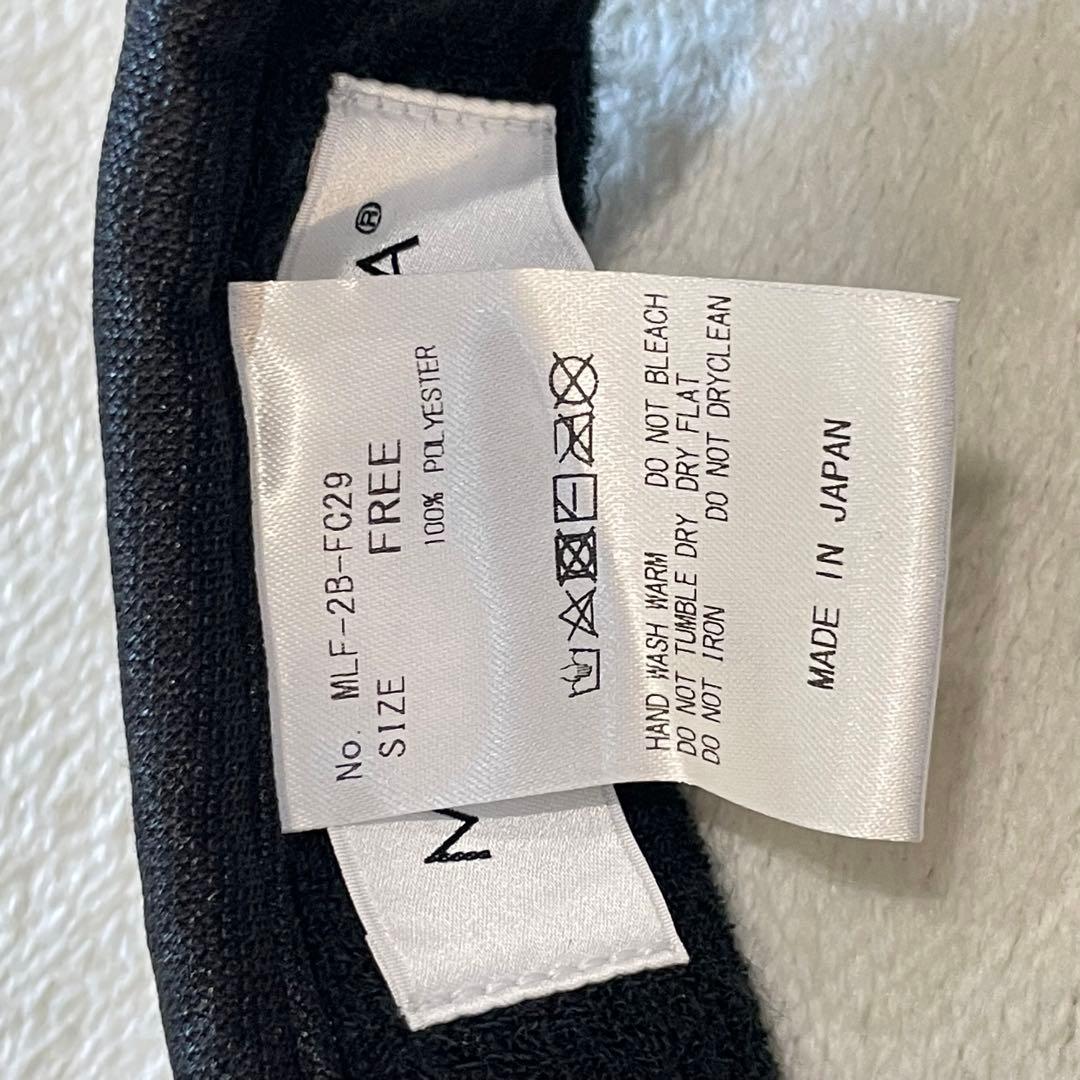 M A®
No. MLF-2B-FC29
SIZE FREE
100% POLYESTER
HAND WASH WARM DO NOT BLEACH
DO NOT TUMBLE DRY DRY FLAT
DO NOT IRON DO NOT DRYCLEAN
MADE IN JAPAN